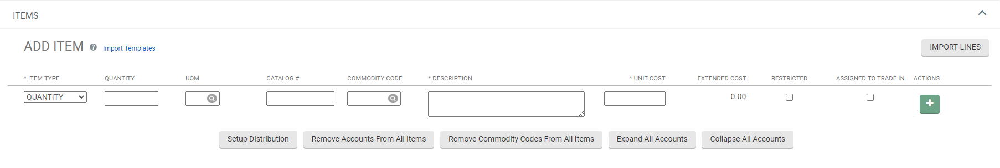 ITEMS
ADD ITEM ? Import Templates
IMPORT LINES
* ITEM TYPE QUANTITY UOM CATALOG # COMMODITY CODE * DESCRIPTION * UNIT COST EXTENDED COST RESTRICTED ASSIGNED TO TRADE IN ACTIONS
QUANTITY 0.00
Setup Distribution Remove Accounts From All Items Remove Commodity Codes From All Items Expand All Accounts Collapse All Accounts